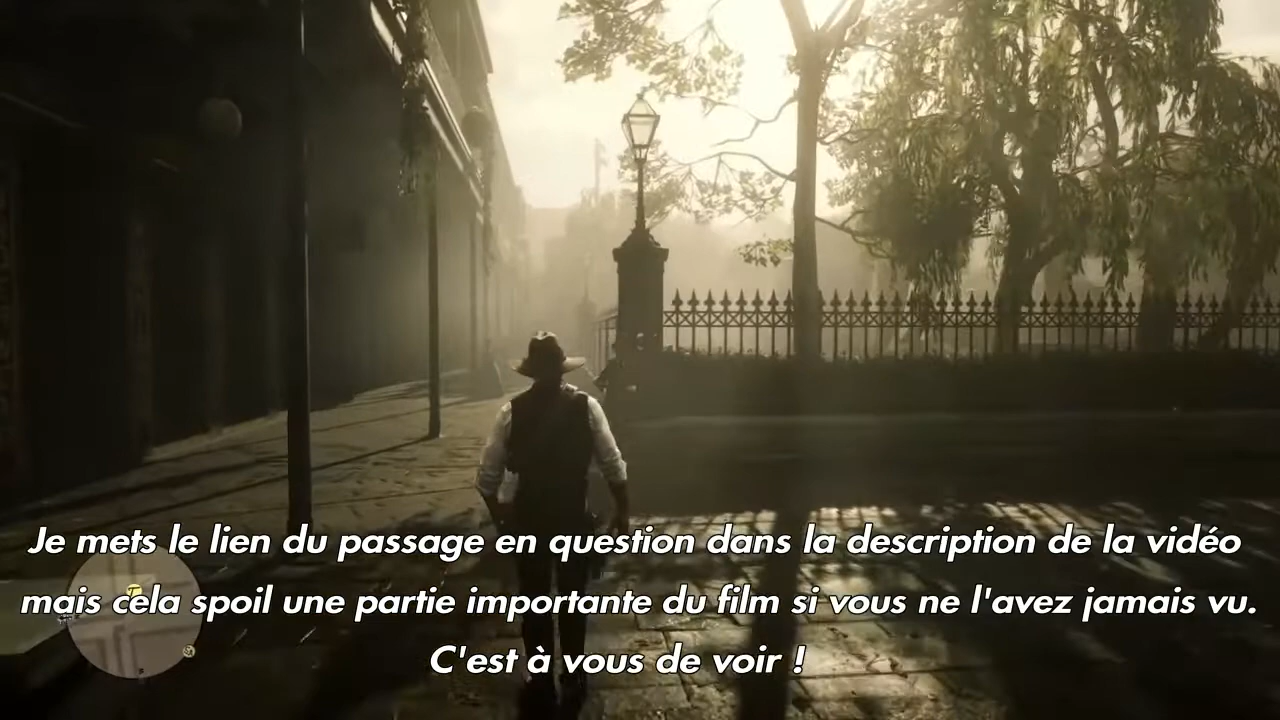 Je mets le lien du passage en question dans la description de la vidéo
mais cela spoil une partie importante du film si vous ne l'avez jamais vu.
C'est à vous de voir !